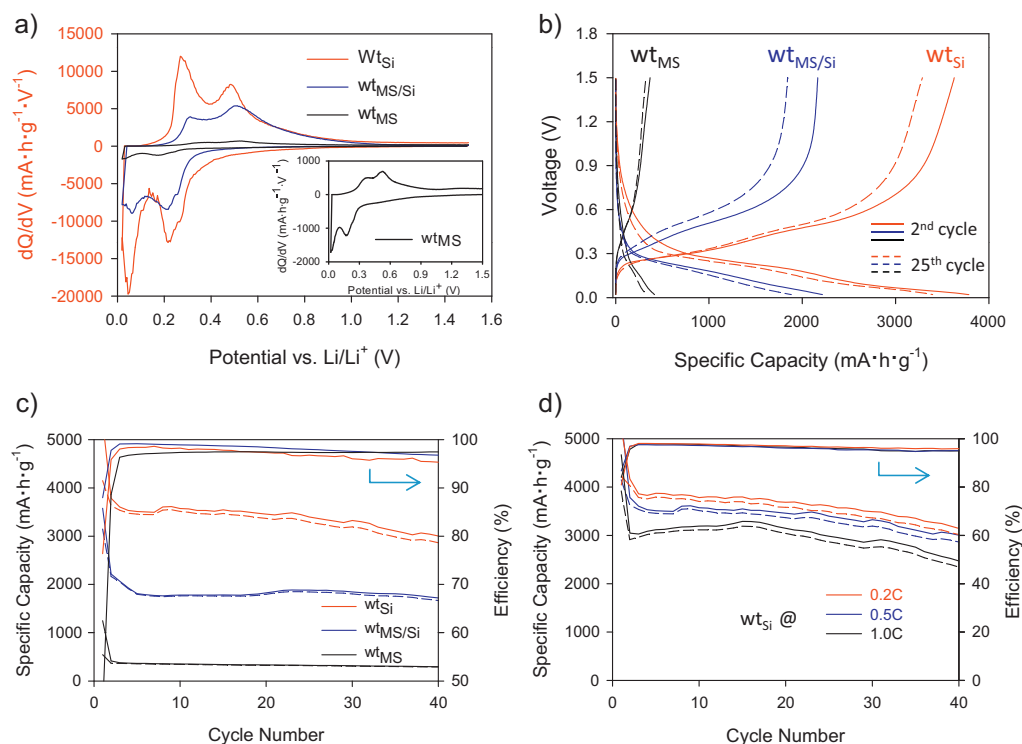 a)
dQ/dV (mA·h·g⁻¹·V⁻¹)
15000
10000
5000
0
-5000
-10000
-15000
-20000
Wt_Si
wt_MS/Si
wt_MS
0.0 0.2 0.4 0.6 0.8 1.0 1.2 1.4 1.6
Potential vs. Li/Li⁺ (V)
dQ/dV (mA·h·g⁻¹·V⁻¹)
1000
0
-1000
-2000
wt_MS
0.0 0.3 0.6 0.9 1.2 1.5
Potential vs. Li/Li⁺ (V)
b)
Voltage (V)
1.8
1.5
1.2
0.9
0.6
0.3
0.0
wt_MS wt_MS/Si wt_Si
2nd cycle
25th cycle
0 1000 2000 3000 4000
Specific Capacity (mA·h·g⁻¹)
c)
Specific Capacity (mA·h·g⁻¹)
5000
4000
3000
2000
1000
0
wt_Si
wt_MS/Si
wt_MS
100
90
80
70
60
50
Efficiency (%)
0 10 20 30 40
Cycle Number
d)
Specific Capacity (mA·h·g⁻¹)
5000
4000
3000
2000
1000
0
wt_Si @
0.2C
0.5C
1.0C
100
80
60
40
20
0
Efficiency (%)
0 10 20 30 40
Cycle Number